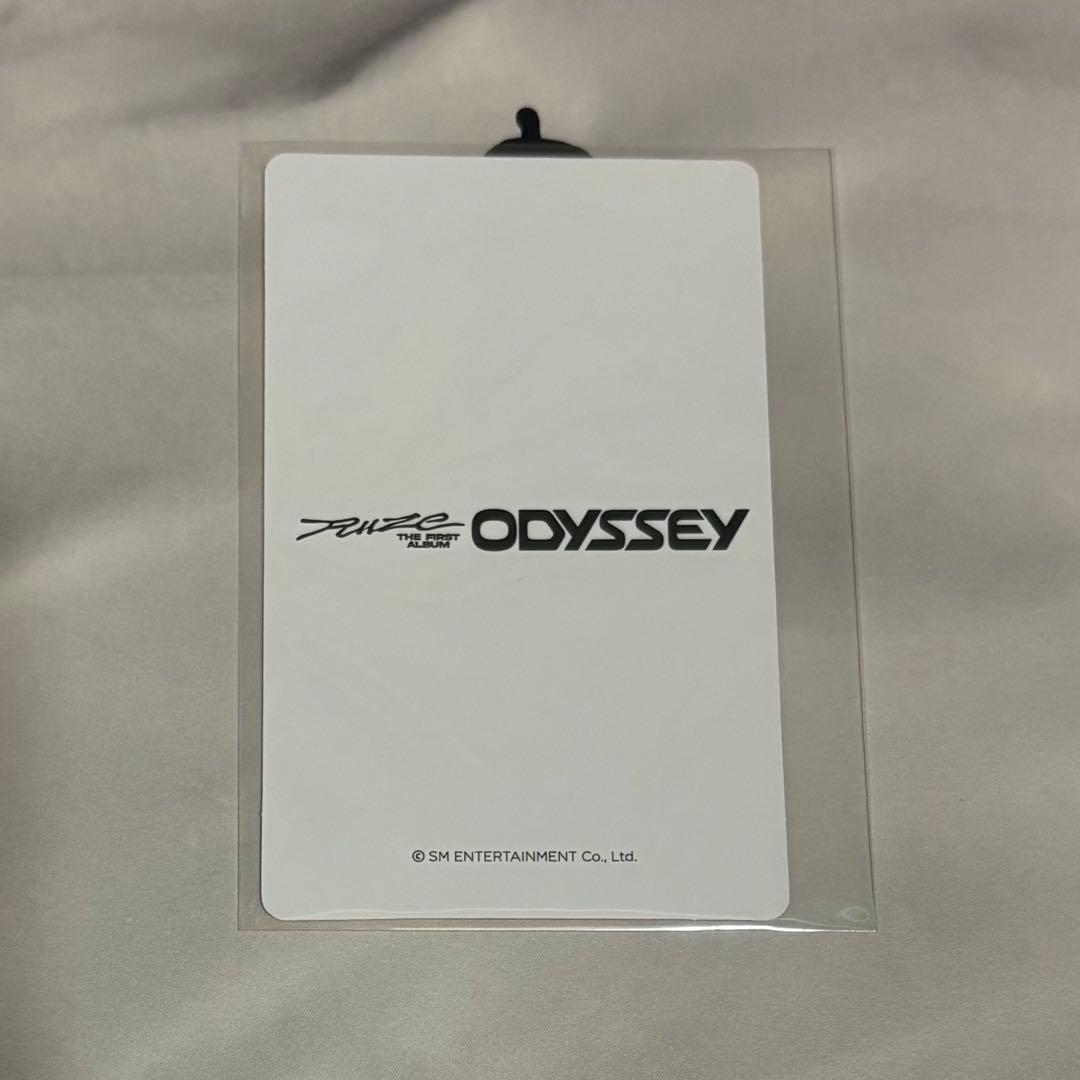 RIIZE THE FIRST ALBUM ODYSSEY
© SM ENTERTAINMENT Co., Ltd.